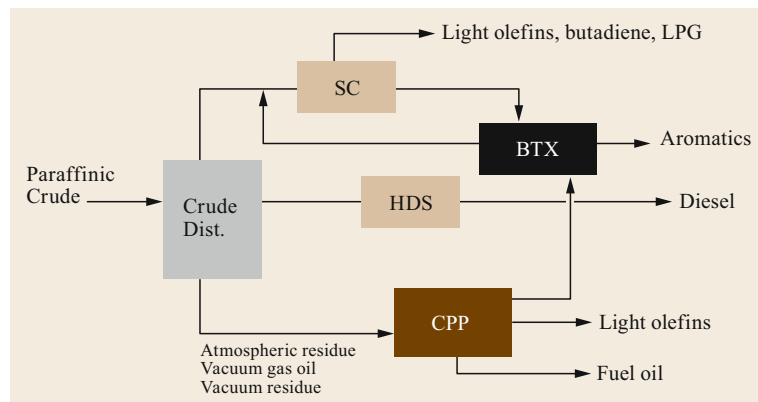 Light olefins, butadiene, LPG
SC
BTX
Aromatics
Paraffinic
Crude
Crude
Dist.
HDS
Diesel
CPP
Light olefins
Atmospheric residue
Vacuum gas oil
Vacuum residue
Fuel oil